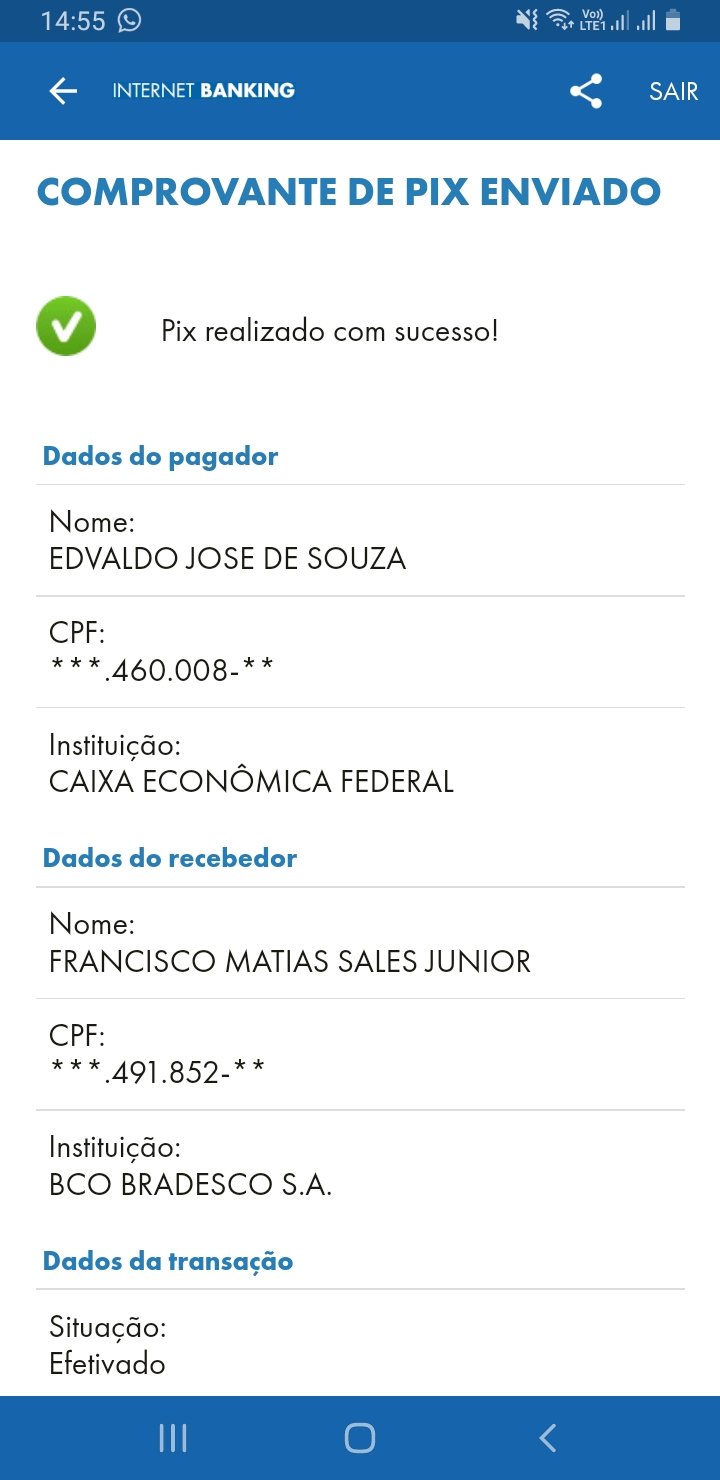 14:55
Vo))
LTE1
INTERNET BANKING
SAIR
COMPROVANTE DE PIX ENVIADO
Pix realizado com sucesso!
Dados do pagador
Nome:
EDVALDO JOSE DE SOUZA
CPF:
***.460.008-**
Instituição:
CAIXA ECONÔMICA FEDERAL
Dados do recebedor
Nome:
FRANCISCO MATIAS SALES JUNIOR
CPF:
***.491.852-**
Instituição:
BCO BRADESCO S.A.
Dados da transação
Situação:
Efetivado